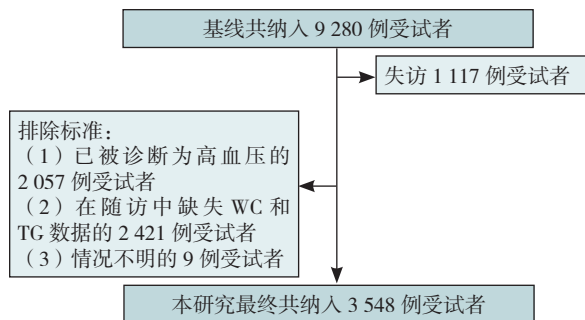 基线共纳入 9 280 例受试者
失访 1 117 例受试者
排除标准：
（1）已被诊断为高血压的
2 057 例受试者
（2）在随访中缺失 WC 和
TG 数据的 2 421 例受试者
（3）情况不明的 9 例受试者
本研究最终共纳入 3 548 例受试者